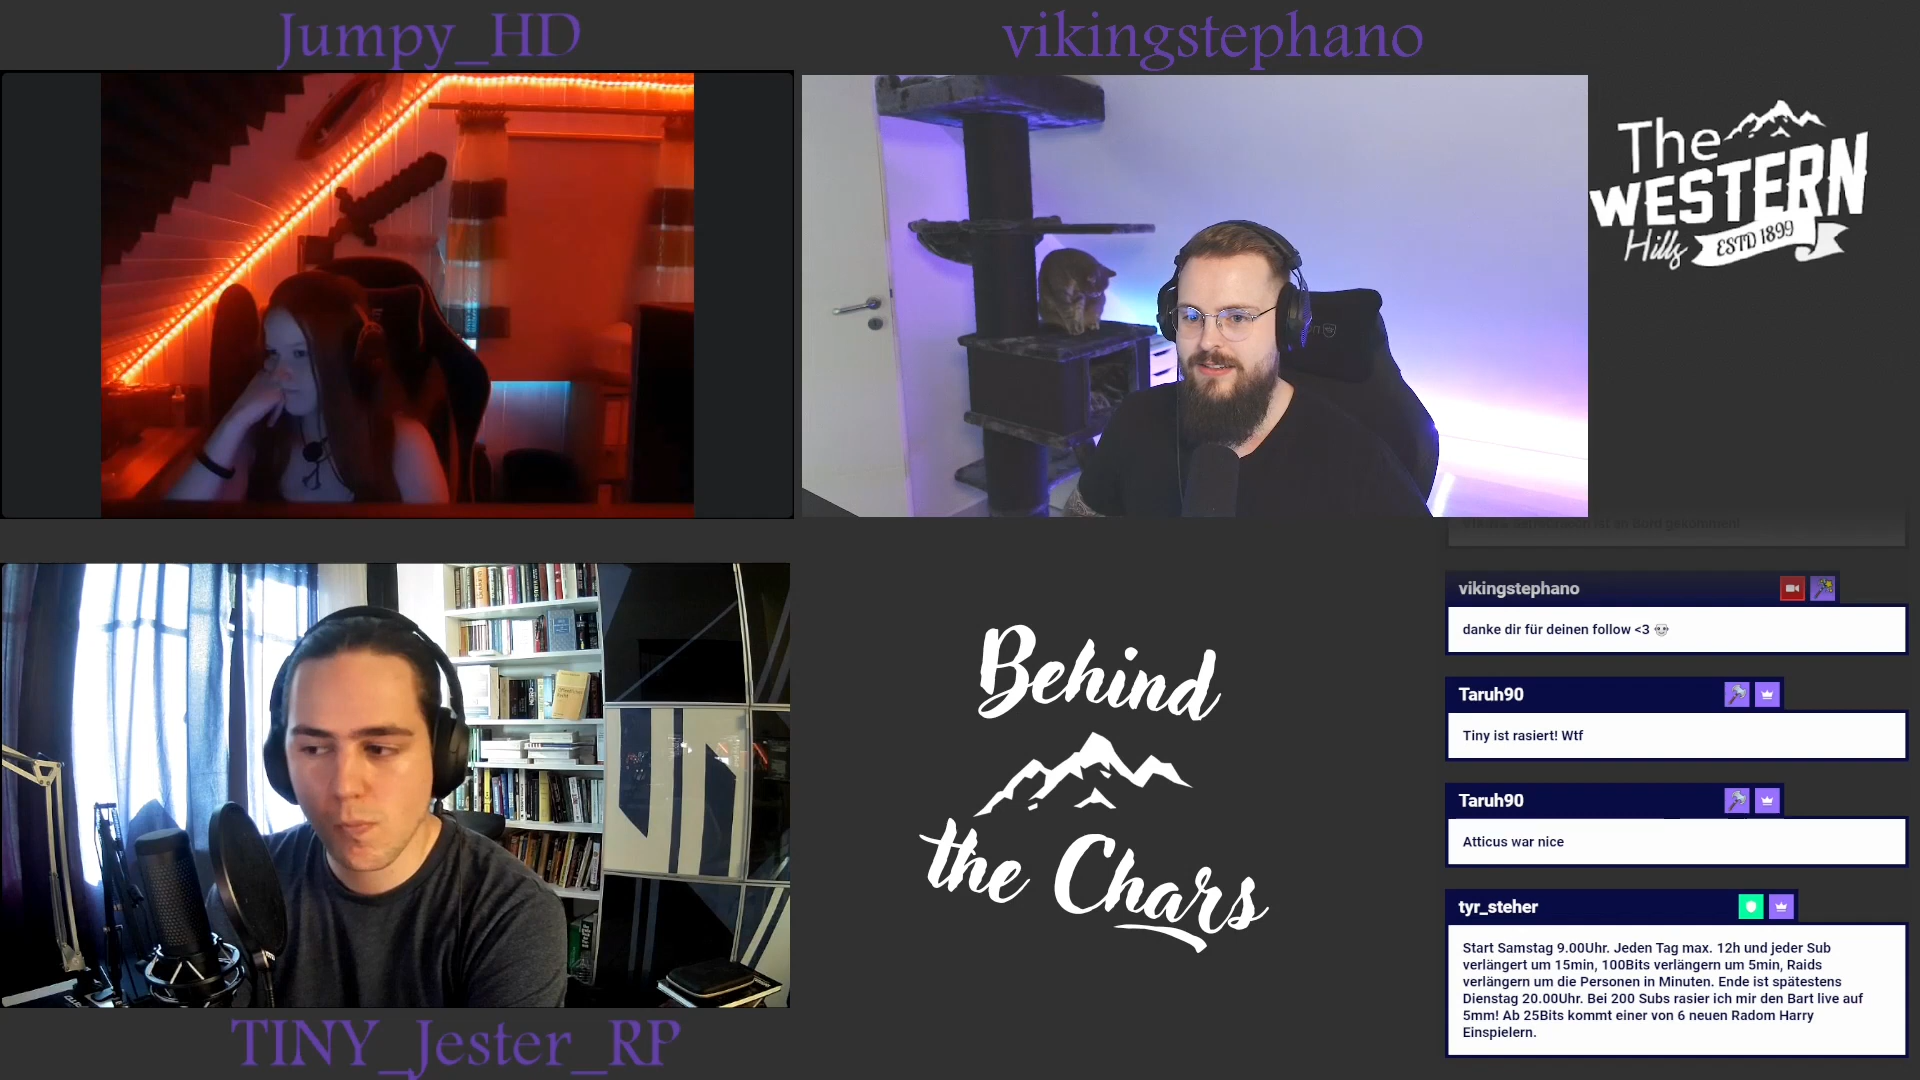 Jumpy_HD
vikingstephano
The
WESTERN
Hills
ESTD 1899
ist an Bord gekommen!
vikingstephano
danke dir für deinen follow <3
Taruh90
Tiny ist rasiert! Wtf
Taruh90
Atticus war nice
tyr_steher
Start Samstag 9.00Uhr. Jeden Tag max. 12h und jeder Sub
verlängert um 15min, 100Bits verlängern um 5min, Raids
verlängern um die Personen in Minuten. Ende ist spätestens
Dienstag 20.00Uhr. Bei 200 Subs rasier ich mir den Bart live auf
5mm! Ab 25Bits kommt einer von 6 neuen Radom Harry
Einspielern.
Behind
the Chars
TINY_Jester_RP